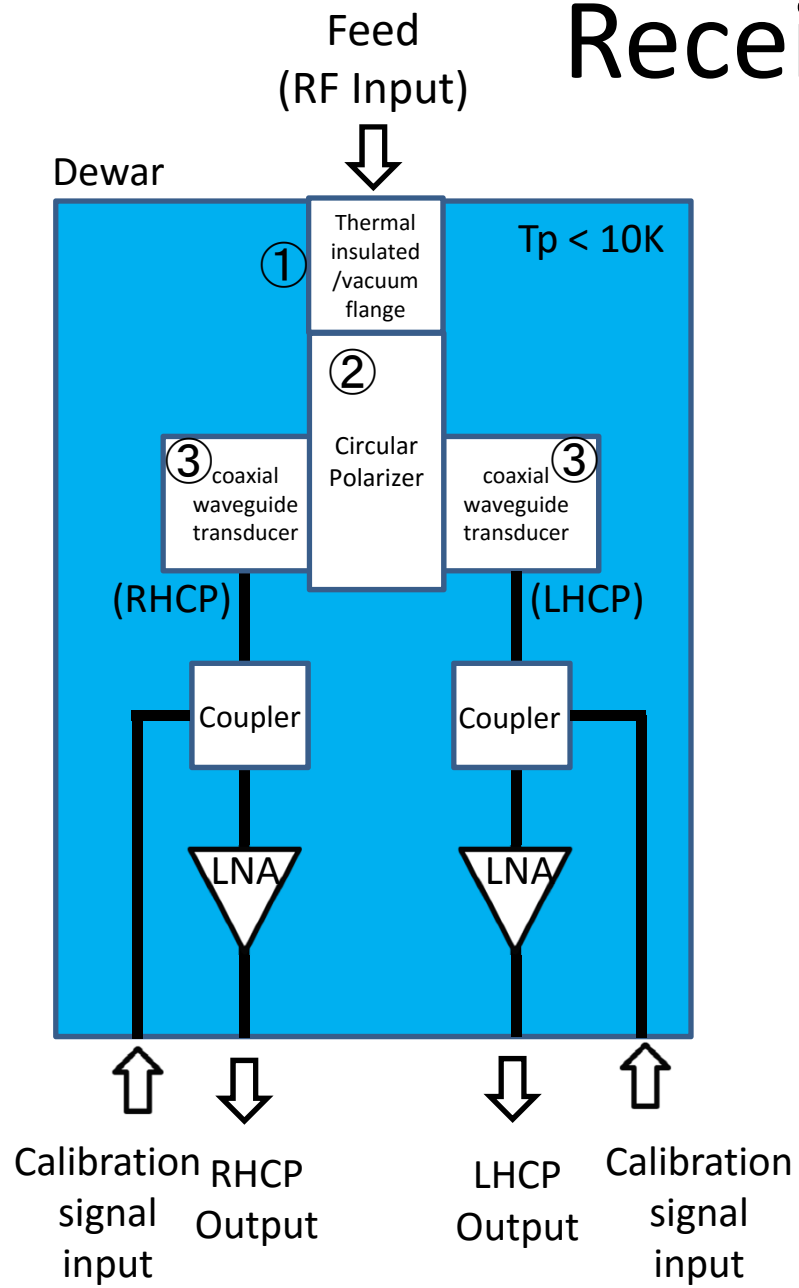 Recei
Feed
(RF Input)
Dewar
Thermal
insulated
/vacuum
flange
Tp < 10K
①
②
Circular
Polarizer
③
coaxial
waveguide
transducer
③
coaxial
waveguide
transducer
(RHCP)
(LHCP)
Coupler
Coupler
LNA
LNA
Calibration
signal
input
RHCP
Output
LHCP
Output
Calibration
signal
input